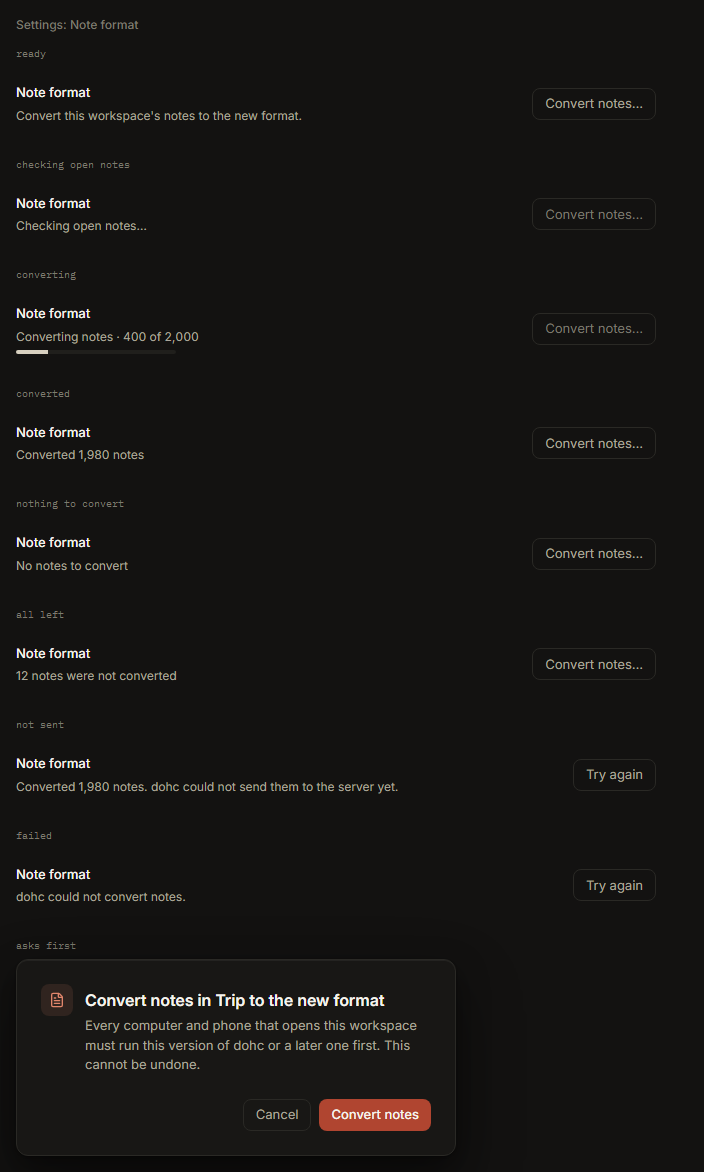 Settings: Note format
ready
Note format
Convert this workspace's notes to the new format.
Convert notes...
checking open notes
Note format
Checking open notes...
Convert notes...
converting
Note format
Converting notes · 400 of 2,000
Convert notes...
converted
Note format
Converted 1,980 notes
Convert notes...
nothing to convert
Note format
No notes to convert
Convert notes...
all left
Note format
12 notes were not converted
Convert notes...
not sent
Note format
Converted 1,980 notes. dohc could not send them to the server yet.
Try again
failed
Note format
dohc could not convert notes.
Try again
asks first
Convert notes in Trip to the new format
Every computer and phone that opens this workspace
must run this version of dohc or a later one first. This
cannot be undone.
Cancel
Convert notes